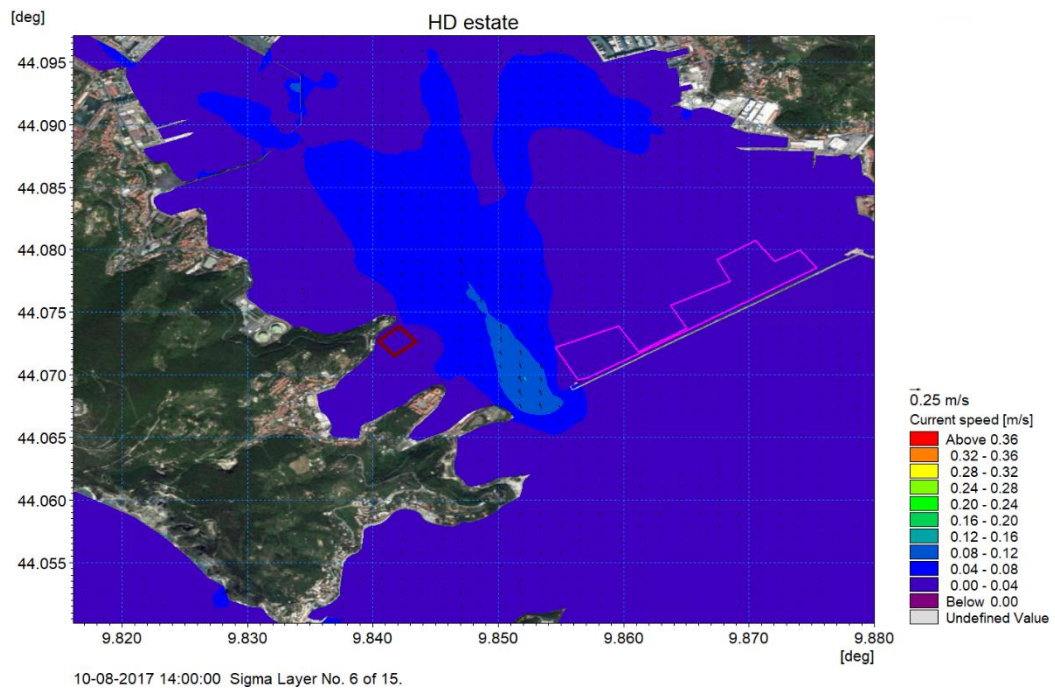 [deg]
HD estate
44.095
44.090
44.085
44.080
44.075
44.070
44.065
44.060
44.055
9.820
9.830
9.840
9.850
9.860
9.870
9.880
[deg]
10-08-2017 14:00:00 Sigma Layer No. 6 of 15.
0.25 m/s
Current speed [m/s]
Above 0.36
0.32 - 0.36
0.28 - 0.32
0.24 - 0.28
0.20 - 0.24
0.16 - 0.20
0.12 - 0.16
0.08 - 0.12
0.04 - 0.08
0.00 - 0.04
Below 0.00
Undefined Value